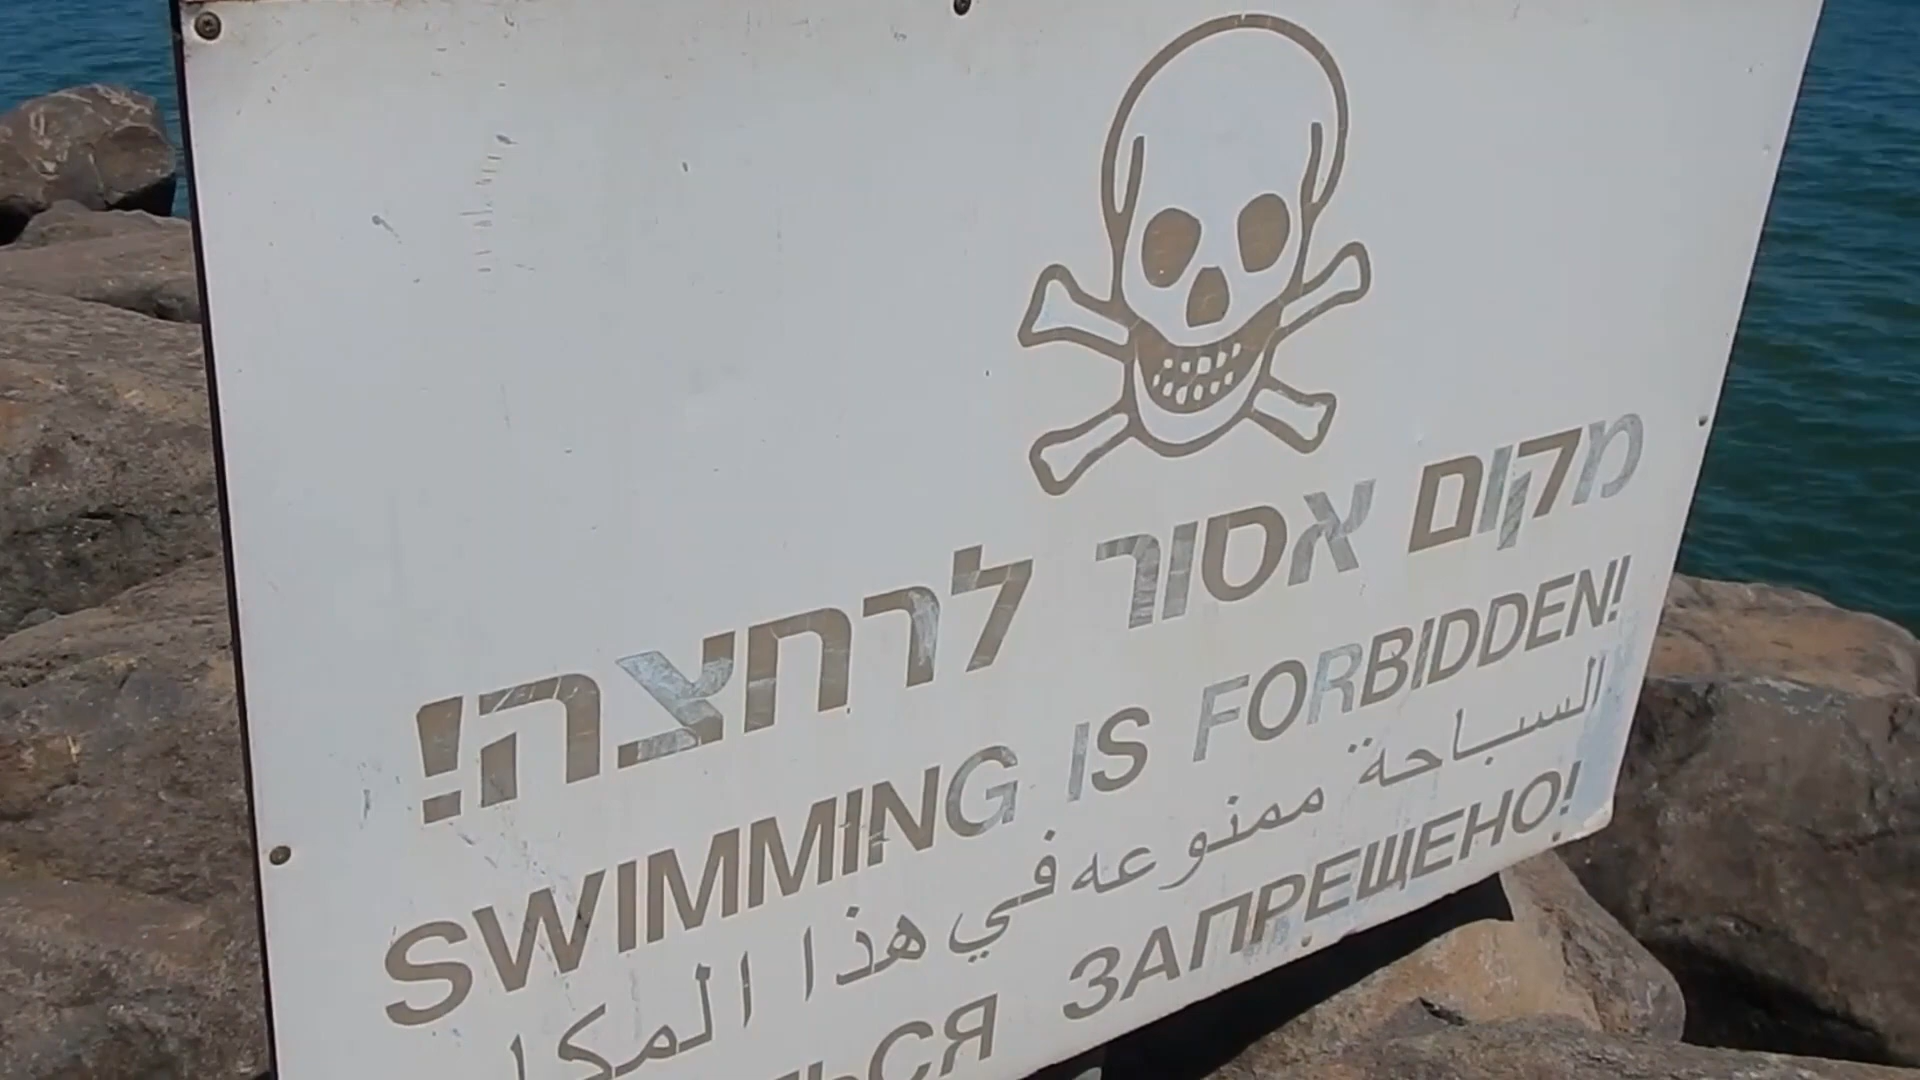 מקום אסור לרחצה!
SWIMMING IS FORBIDDEN!
السباحة ممنوعه في هذا
ЗАПРЕЩЕНО!